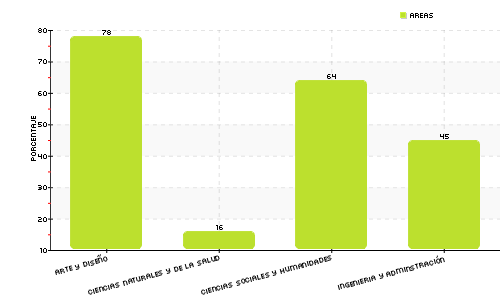 AREAS
PORCENTAJE
80
70
60
50
40
30
20
10
78
16
64
45
ARTE Y DISEÑO
CIENCIAS NATURALES Y DE LA SALUD
CIENCIAS SOCIALES Y HUMANIDADES
INGENIERIA Y ADMINSTRACIÓN